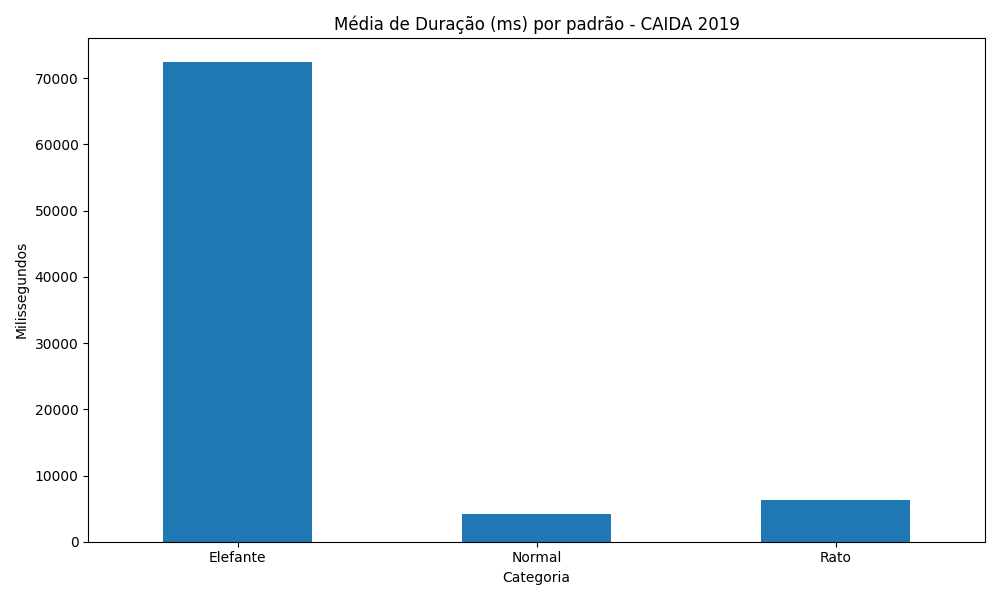 Média de Duração (ms) por padrão - CAIDA 2019
Milissegundos
70000
60000
50000
40000
30000
20000
10000
0
Elefante
Normal
Rato
Categoria